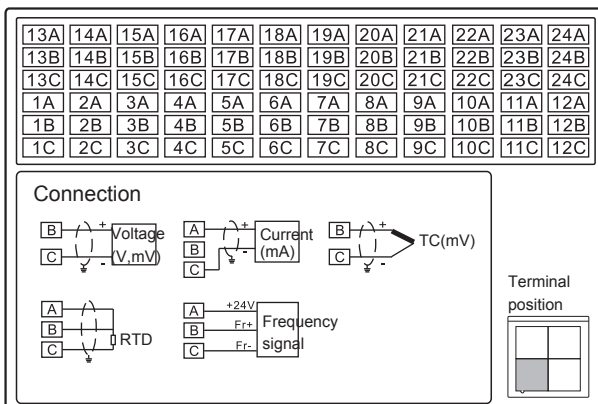 13A 14A 15A 16A 17A 18A 19A 20A 21A 22A 23A 24A
13B 14B 15B 16B 17B 18B 19B 20B 21B 22B 23B 24B
13C 14C 15C 16C 17C 18C 19C 20C 21C 22C 23C 24C
1A 2A 3A 4A 5A 6A 7A 8A 9A 10A 11A 12A
1B 2B 3B 4B 5B 6B 7B 8B 9B 10B 11B 12B
1C 2C 3C 4C 5C 6C 7C 8C 9C 10C 11C 12C
Connection
B + Voltage
C - (V,mV)
A + Current
B (mA)
C -
B +
TC(mV)
C -
A
B RTD
C
A +24V
B Fr+ Frequency
C Fr- signal
Terminal
position